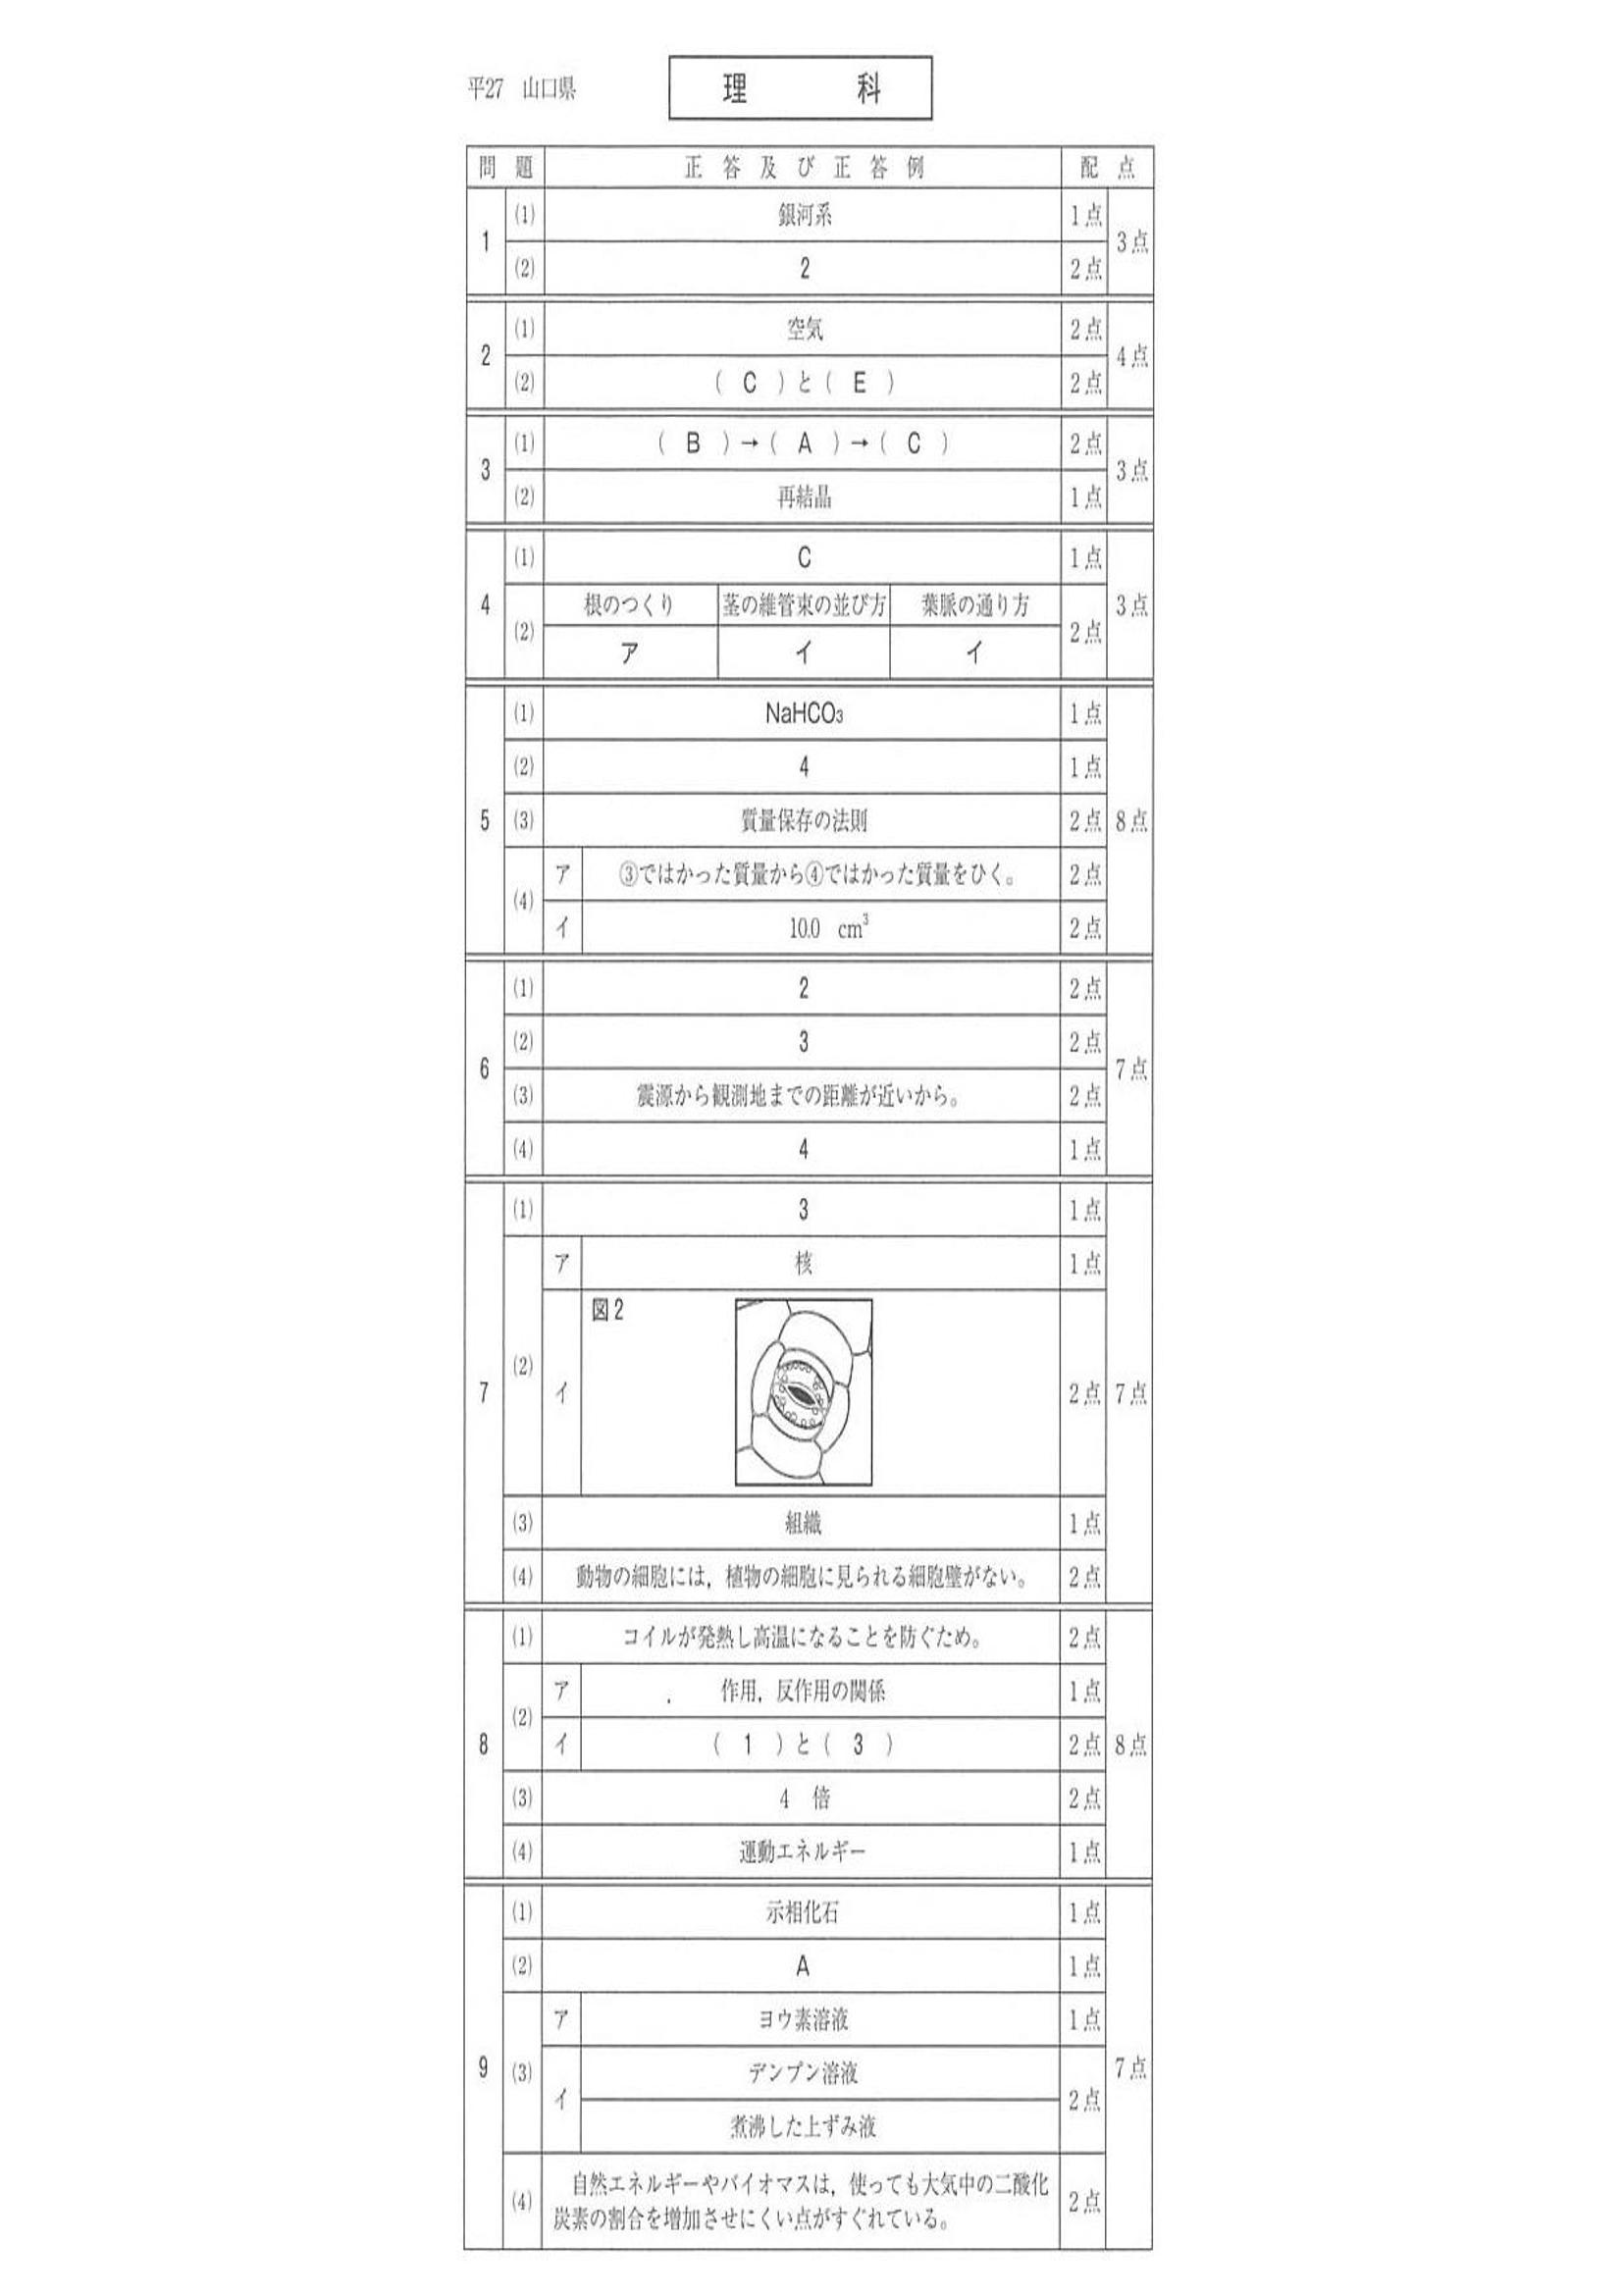 平27 山口県
理 科
問 題 正 答 及 び 正 答 例 配 点
1 (1) 銀河系 1点 3点
(2) 2 2点
2 (1) 空気 2点 4点
(2) ( C )と( E ) 2点
3 (1) ( B )→( A )→( C ) 2点 3点
(2) 再結晶 1点
4 (1) C 1点 3点
(2) 根のつくり 茎の維管束の並び方 葉脈の通り方 2点
ア イ イ
5 (1) NaHCO₃ 1点 8点
(2) 4 1点
(3) 質量保存の法則 2点
(4) ア ③ではかった質量から④ではかった質量をひく。 2点
イ 10.0 cm³ 2点
6 (1) 2 2点 7点
(2) 3 2点
(3) 震源から観測地までの距離が近いから。 2点
(4) 4 1点
7 (1) 3 1点 7点
(2) ア 核 1点
イ 図2 2点
(3) 組織 1点
(4) 動物の細胞には，植物の細胞に見られる細胞壁がない。 2点
8 (1) コイルが発熱し高温になることを防ぐため。 2点 8点
(2) ア 作用，反作用の関係 1点
イ ( 1 )と( 3 ) 2点
(3) 4 倍 2点
(4) 運動エネルギー 1点
9 (1) 示相化石 1点 7点
(2) A 1点
(3) ア ヨウ素溶液 1点
イ デンプン溶液 2点
煮沸した上ずみ液
(4) 自然エネルギーやバイオマスは，使っても大気中の二酸化 2点
炭素の割合を増加させにくい点がすぐれている。